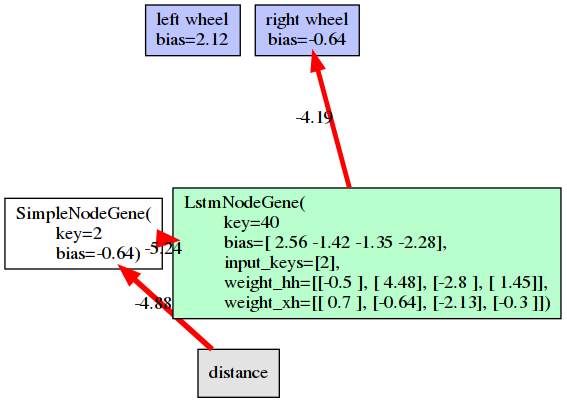 left wheel
bias=2.12
right wheel
bias=-0.64
-4.19
SimpleNodeGene(
key=2
bias=-0.64)
-5.24
LstmNodeGene(
key=40
bias=[ 2.56 -1.42 -1.35 -2.28],
input_keys=[2],
weight_hh=[[-0.5 ], [ 4.48], [-2.8 ], [ 1.45]],
weight_xh=[[ 0.7 ], [-0.64], [-2.13], [-0.3 ]])
-4.88
distance